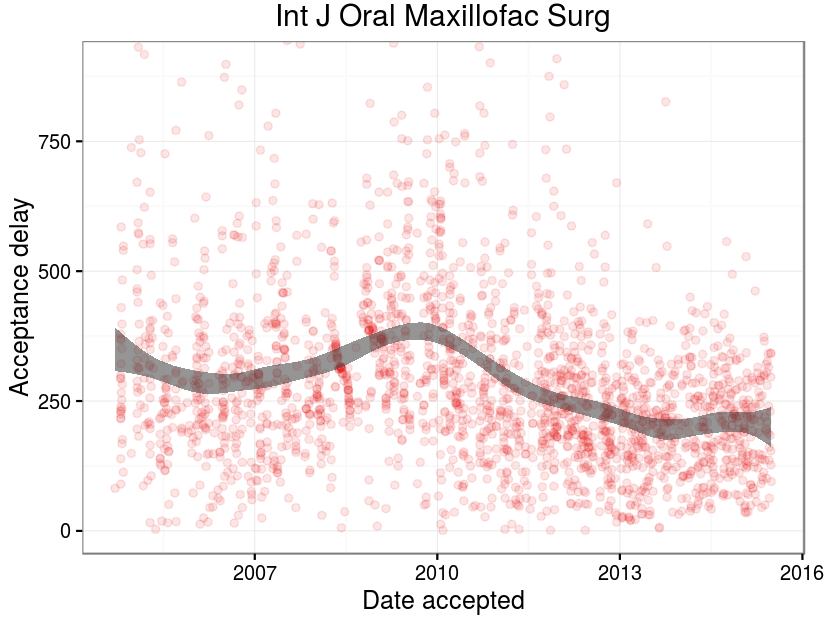 Int J Oral Maxillofac Surg
Acceptance delay
750
500
250
0
2007
2010
2013
2016
Date accepted